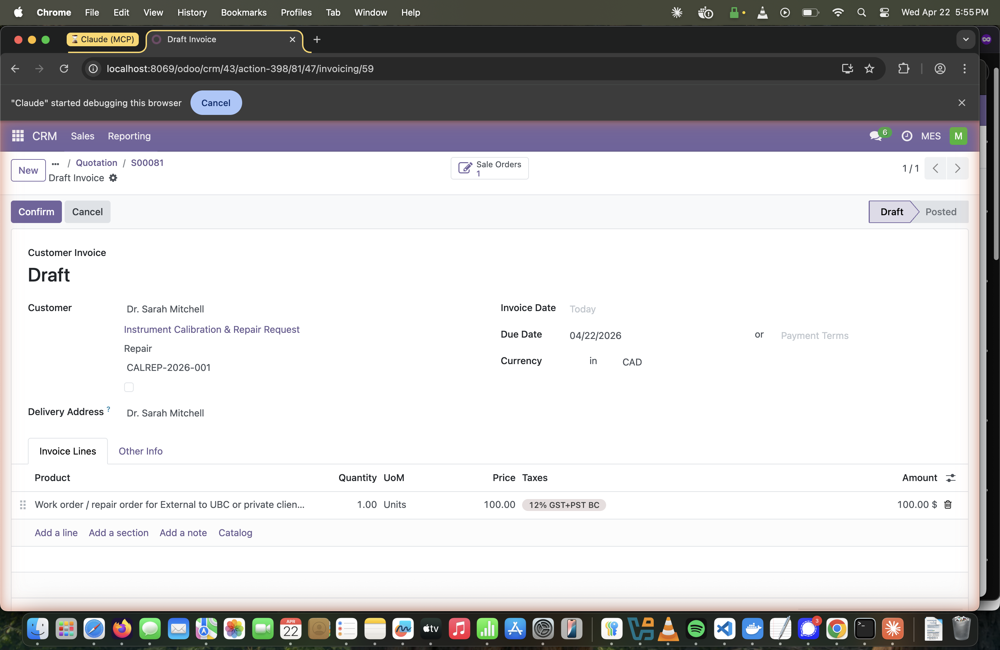 Chrome File Edit View History Bookmarks Profiles Tab Window Help Wed Apr 22 5:55 PM
Claude (MCP) Draft Invoice
localhost:8069/odoo/crm/43/action-398/81/47/invoicing/59
"Claude" started debugging this browser Cancel
CRM Sales Reporting 6 MES M
New ... / Quotation / S00081
Draft Invoice
Sale Orders
1
1 / 1
Confirm Cancel Draft Posted
Customer Invoice
Draft
Customer Dr. Sarah Mitchell Invoice Date Today
Instrument Calibration & Repair Request
Due Date 04/22/2026 or Payment Terms
Repair
Currency in CAD
CALREP-2026-001
Delivery Address ? Dr. Sarah Mitchell
Invoice Lines Other Info
Product Quantity UoM Price Taxes Amount
Work order / repair order for External to UBC or private clien... 1.00 Units 100.00 12% GST+PST BC 100.00 $
Add a line Add a section Add a note Catalog
APR
22
tv
3